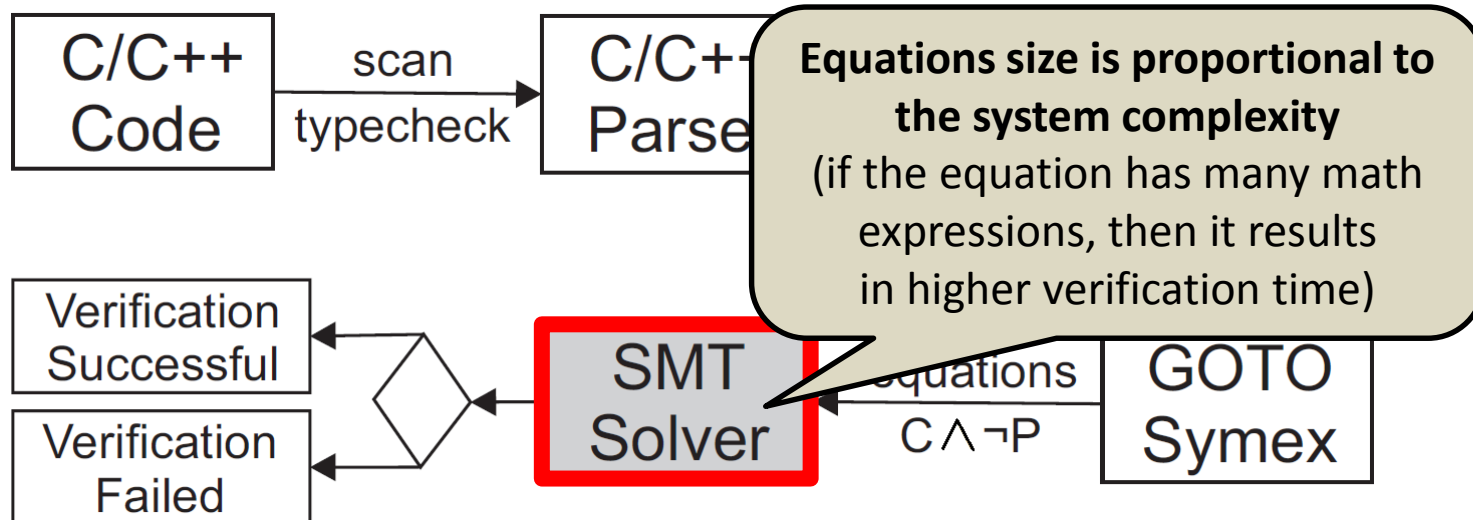 C/C++
Code
scan
typecheck
C/C+
Parse
Equations size is proportional to
the system complexity
(if the equation has many math
expressions, then it results
in higher verification time)
Verification
Successful
Verification
Failed
SMT
Solver
equations
C ∧ ¬P
GOTO
Symex